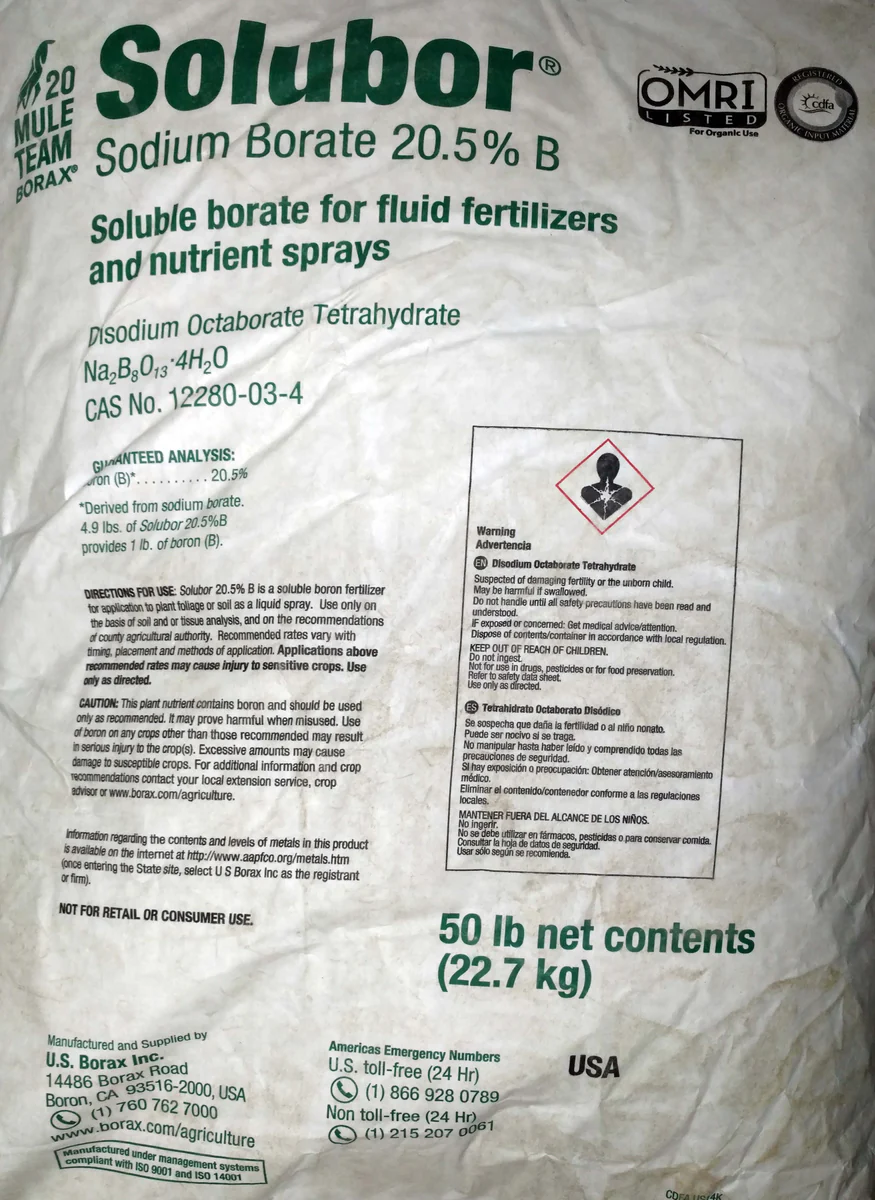 20
MULE
TEAM
BORAX®
Solubor®
Sodium Borate 20.5% B
OMRI
LISTED
For Organic Use
REGISTERED
cdfa
ORGANIC INPUT MATERIAL
Soluble borate for fluid fertilizers
and nutrient sprays
Disodium Octaborate Tetrahydrate
Na₂B₈O₁₃·4H₂O
CAS No. 12280-03-4
ANTEED ANALYSIS:
ron (B)*.......... 20.5%
*Derived from sodium borate.
4.9 lbs. of Solubor 20.5%B
provides 1 lb. of boron (B).
DIRECTIONS FOR USE: Solubor 20.5% B is a soluble boron fertilizer
for application to plant foliage or soil as a liquid spray. Use only on
the basis of soil and or tissue analysis, and on the recommendations
of county agricultural authority. Recommended rates vary with
timing, placement and methods of application. Applications above
recommended rates may cause injury to sensitive crops. Use
only as directed.
CAUTION: This plant nutrient contains boron and should be used
only as recommended. It may prove harmful when misused. Use
of boron on any crops other than those recommended may result
in serious injury to the crop(s). Excessive amounts may cause
damage to susceptible crops. For additional information and crop
recommendations contact your local extension service, crop
advisor or www.borax.com/agriculture.
Information regarding the contents and levels of metals in this product
is available on the internet at http://www.aapfco.org/metals.htm
(once entering the State site, select U S Borax Inc as the registrant
or firm).
NOT FOR RETAIL OR CONSUMER USE.
Warning
Advertencia
EN Disodium Octaborate Tetrahydrate
Suspected of damaging fertility or the unborn child.
May be harmful if swallowed.
Do not handle until all safety precautions have been read and
understood.
IF exposed or concerned: Get medical advice/attention.
Dispose of contents/container in accordance with local regulation.
KEEP OUT OF REACH OF CHILDREN.
Do not ingest.
Not for use in drugs, pesticides or for food preservation.
Refer to safety data sheet.
Use only as directed.
ES Tetrahidrato Octaborato Disódico
Se sospecha que daña la fertilidad o al niño nonato.
Puede ser nocivo si se traga.
No manipular hasta haber leído y comprendido todas las
precauciones de seguridad.
SI hay exposición o preocupación: Obtener atención/asesoramiento
médico.
Eliminar el contenido/contenedor conforme a las regulaciones
locales.
MANTENER FUERA DEL ALCANCE DE LOS NIÑOS.
No ingerir.
No se debe utilizar en fármacos, pesticidas o para conservar comida.
Consultar la hoja de datos de seguridad.
Usar sólo según se recomienda.
50 lb net contents
(22.7 kg)
Manufactured and Supplied by
U.S. Borax Inc.
14486 Borax Road
Boron, CA 93516-2000, USA
(1) 760 762 7000
www.borax.com/agriculture
Manufactured under management systems
compliant with ISO 9001 and ISO 14001
Americas Emergency Numbers
U.S. toll-free (24 Hr)
(1) 866 928 0789
Non toll-free (24 Hr)
(1) 215 207 0061
USA